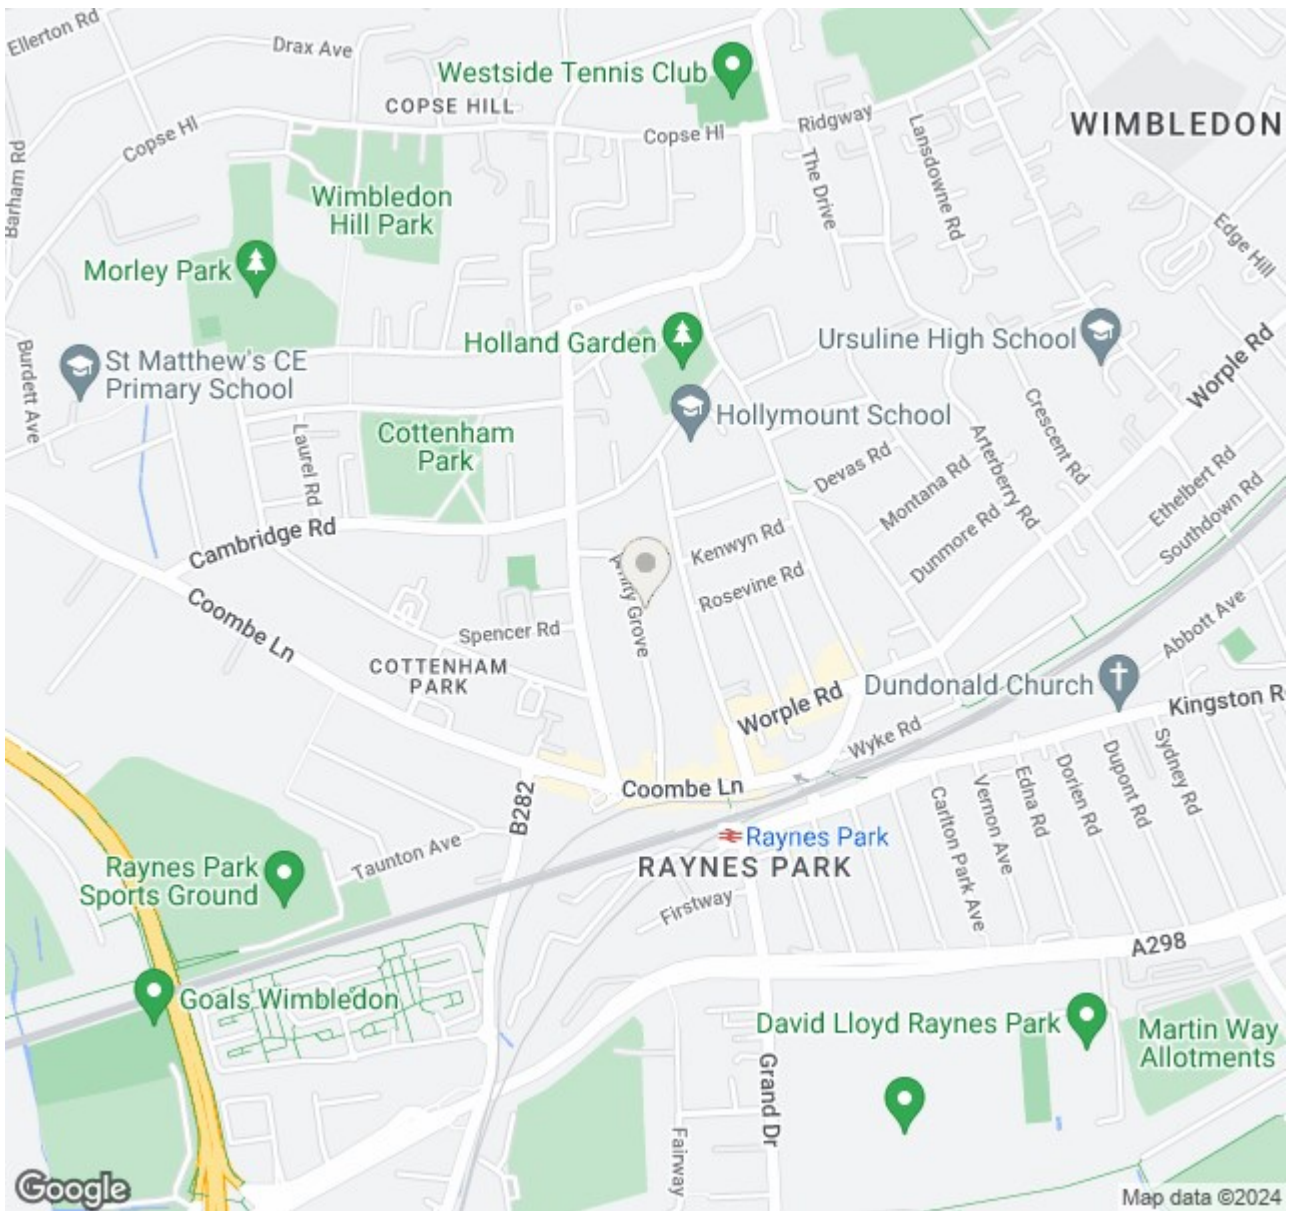 Ellerton Rd
Drax Ave
Westside Tennis Club
COPSE HILL
Copse Hl
Copse Hl
Ridgway
Lansdowne Rd
WIMBLEDON
Barham Rd
The Drive
Wimbledon
Hill Park
Edge Hill
Morley Park
Holland Garden
Ursuline High School
Worple Rd
Burdett Ave
St Matthew's CE
Primary School
Hollymount School
Crescent Rd
Laurel Rd
Cottenham
Park
Devas Rd
Montana Rd
Arterberry Rd
Ethelbert Rd
Southdown Rd
Cambridge Rd
Kenwyn Rd
Dunmore Rd
Rosevine Rd
Grove
Coombe Ln
Spencer Rd
Abbott Ave
COTTENHAM
PARK
Dundonald Church
Worple Rd
Kingston R
Wyke Rd
Coombe Ln
B282
Sydney Rd
Dupont Rd
Dorien Rd
Edna Rd
Vernon Ave
Carlton Park Ave
Raynes Park
RAYNES PARK
Taunton Ave
Raynes Park
Sports Ground
Firstway
A298
Goals Wimbledon
David Lloyd Raynes Park
Martin Way
Allotments
Grand Dr
Fairway
Google
Map data ©2024